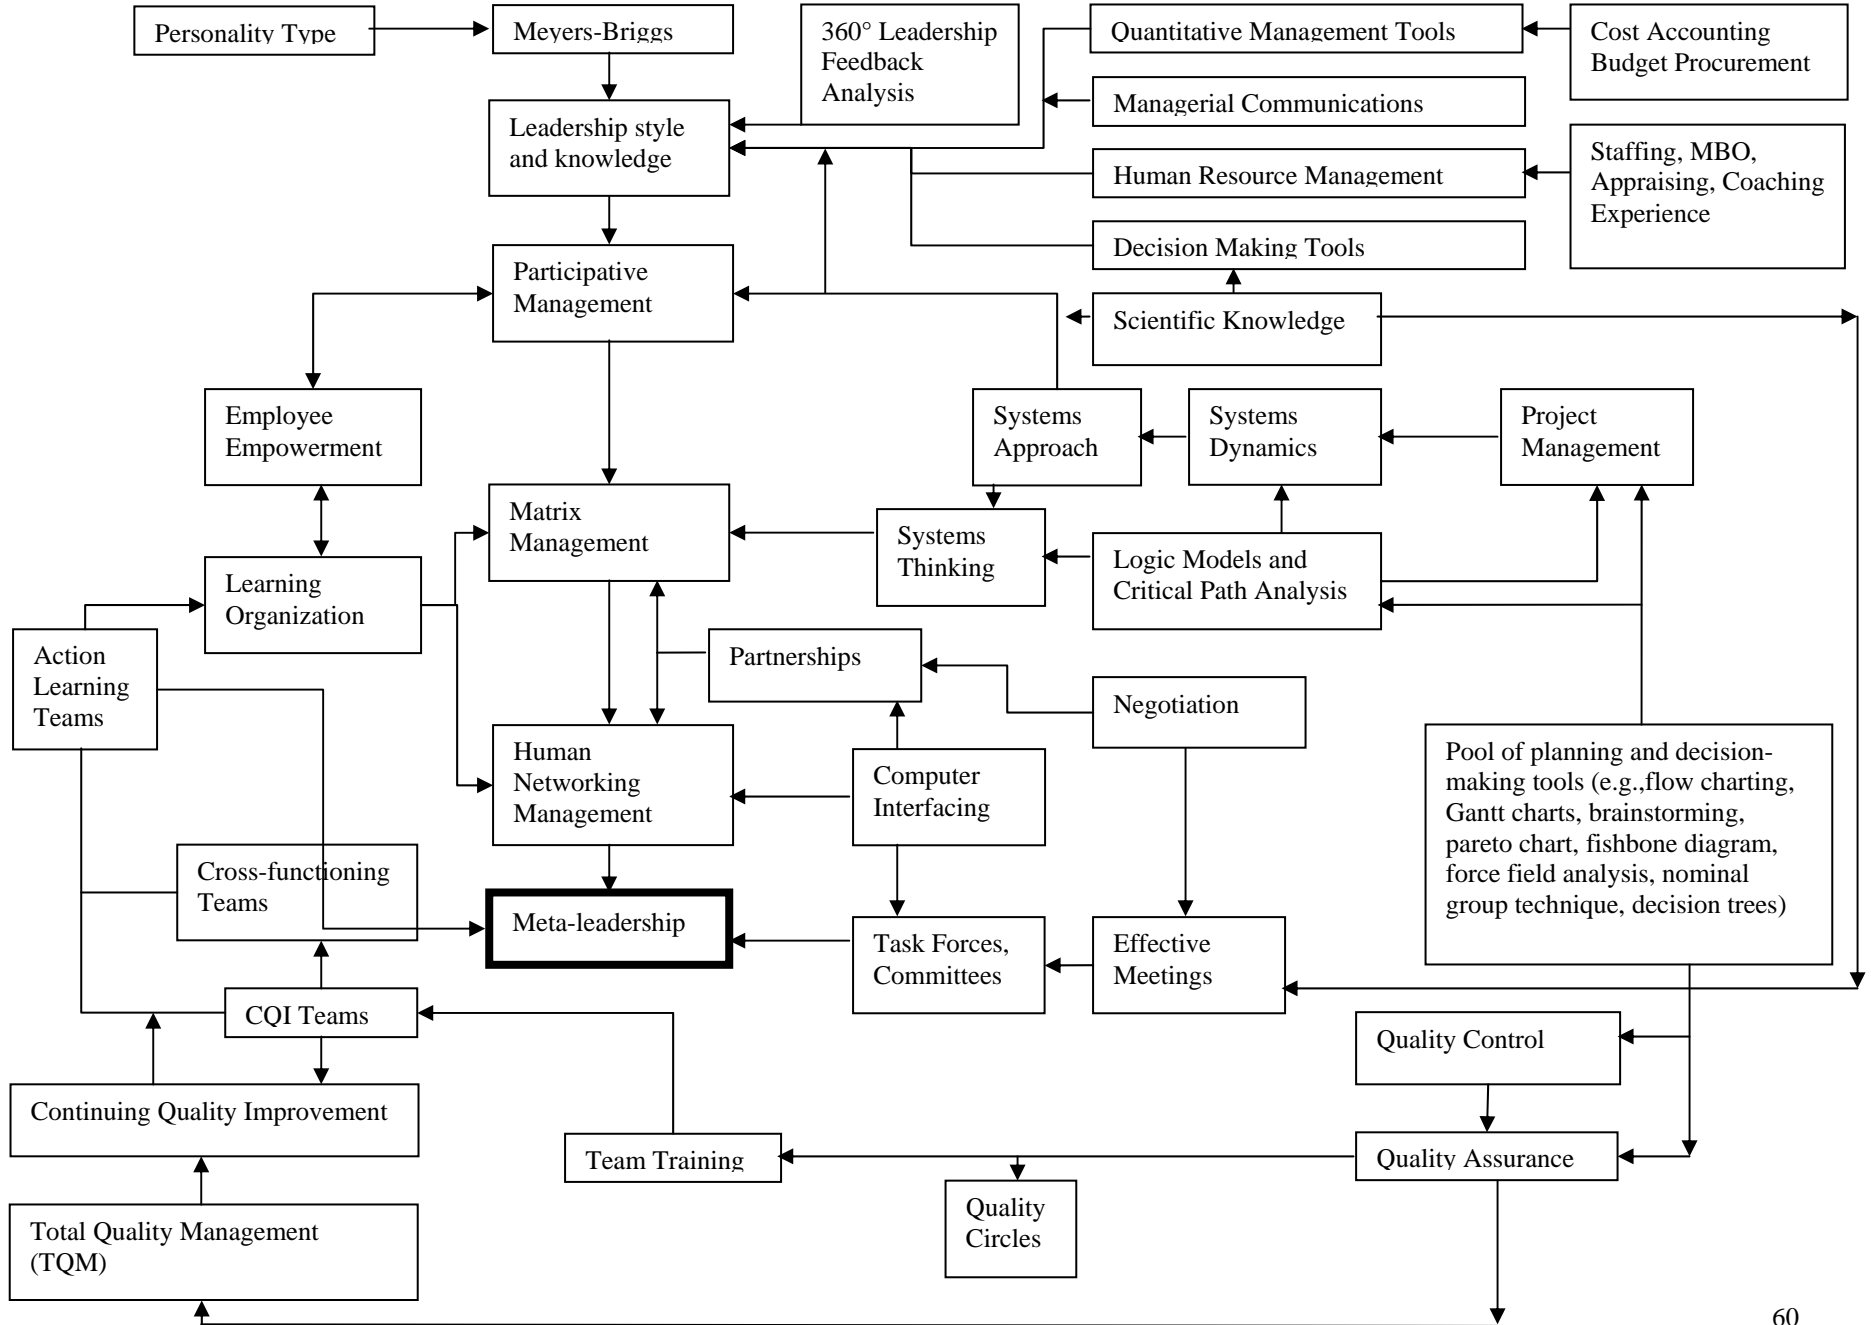 Personality Type
Meyers-Briggs
360° Leadership
Feedback
Analysis
Quantitative Management Tools
Cost Accounting
Budget Procurement
Managerial Communications
Leadership style
and knowledge
Human Resource Management
Staffing, MBO,
Appraising, Coaching
Experience
Decision Making Tools
Participative
Management
Scientific Knowledge
Employee
Empowerment
Systems
Approach
Systems
Dynamics
Project
Management
Matrix
Management
Systems
Thinking
Logic Models and
Critical Path Analysis
Learning
Organization
Action
Learning
Teams
Partnerships
Negotiation
Human
Networking
Management
Computer
Interfacing
Pool of planning and decision-
making tools (e.g.,flow charting,
Gantt charts, brainstorming,
pareto chart, fishbone diagram,
force field analysis, nominal
group technique, decision trees)
Cross-functioning
Teams
Meta-leadership
Task Forces,
Committees
Effective
Meetings
CQI Teams
Quality Control
Continuing Quality Improvement
Team Training
Quality Assurance
Quality
Circles
Total Quality Management
(TQM)
60